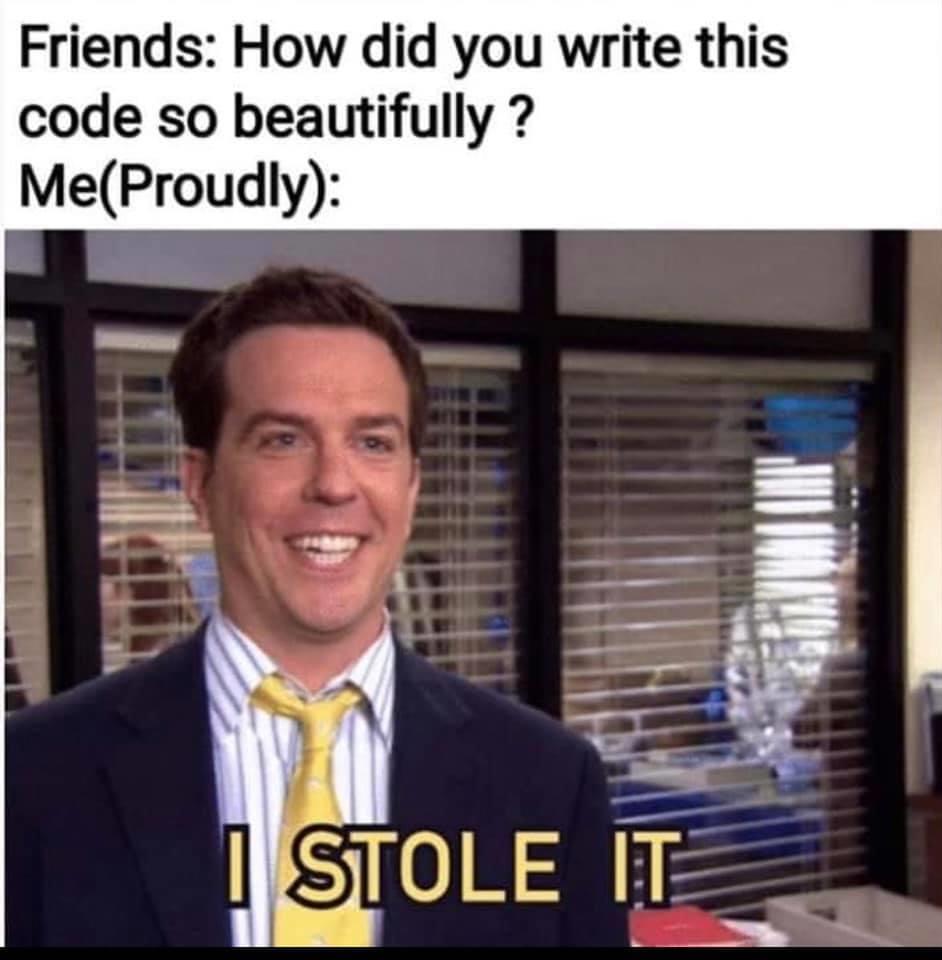 Friends: How did you write this
code so beautifully ?
Me(Proudly):
I STOLE IT